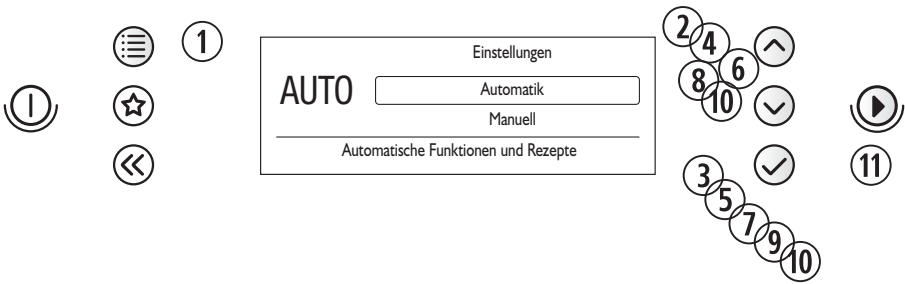 1
2
4
6
8
10
Einstellungen
AUTO
Automatik
Manuell
Automatische Funktionen und Rezepte
3
5
7
9
10
11